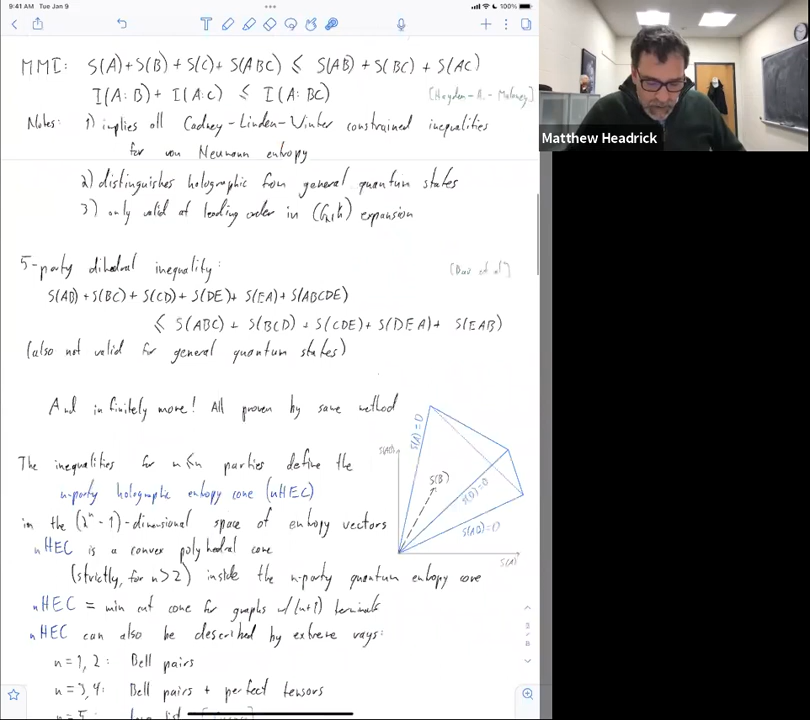 9:41 AM Tue Jan 9
100%
MMI: S(A)+S(B)+S(C)+S(ABC) ≤ S(AB)+S(BC)+S(AC)
I(A:B)+ I(A:C) ≤ I(A:BC)
[Hayden-H.-Maloney]
Notes: 1) implies all Cadney-Linden-Winter constrained inequalities
for von Neumann entropy
2) distinguishes holographic from general quantum states
3) only valid at leading order in (G_N ħ) expansion
5-party dihedral inequality:
[Bao et al]
S(AB)+S(BC)+ S(CD)+ S(DE)+ S(EA)+S(ABCDE)
≤ S(ABC) + S(BCD) + S(CDE)+ S(DEA)+ S(EAB)
(also not valid for general quantum states)
And infinitely more! All proven by same method
The inequalities for n≤n parties define the
n-party holographic entropy cone (nHEC)
in the (2ⁿ-1)-dimensional space of entropy vectors
nHEC is a convex polyhedral cone
(strictly, for n>2) inside the n-party quantum entropy cone
nHEC = min cut cone for graphs w/(n+1) terminals
nHEC can also be described by extreme rays:
n=1, 2: Bell pairs
n=3,4: Bell pairs + perfect tensors
n=5:
S(AB)
S(B)
S(A)
I(A)=0
I(D)=0
I(AB)=0
Matthew Headrick